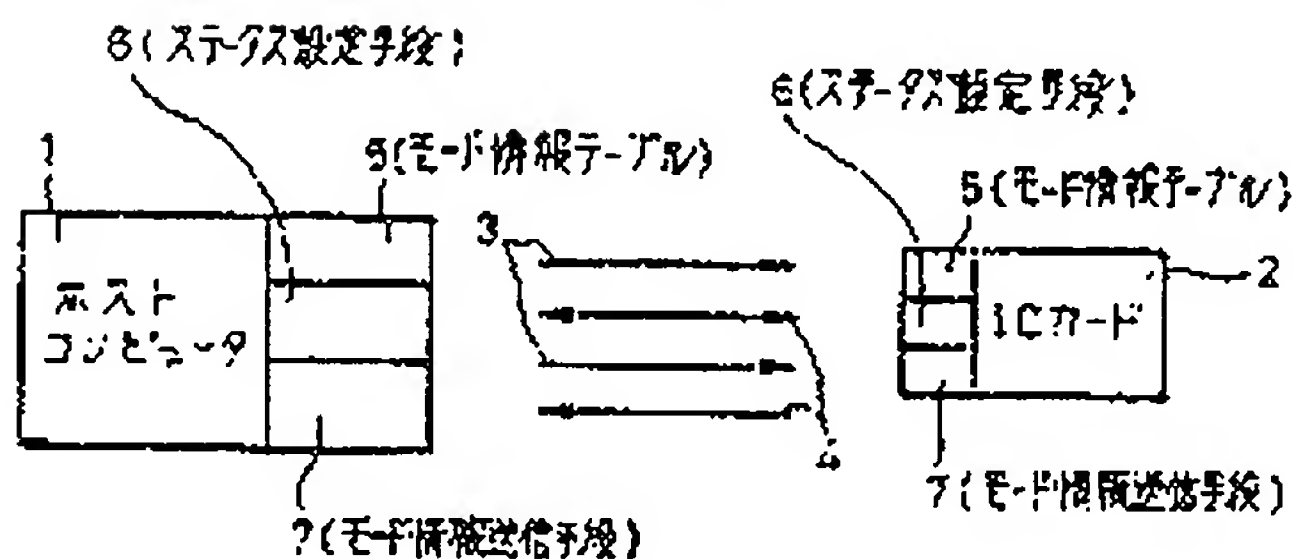 6(ステータス設定手段)
6(ステータス設定手段)
1
5(モード情報テーブル)
5(モード情報テーブル)
3
2
ホスト
コンピュータ
ICカード
4
7(モード情報送信手段)
7(モード情報送信手段)